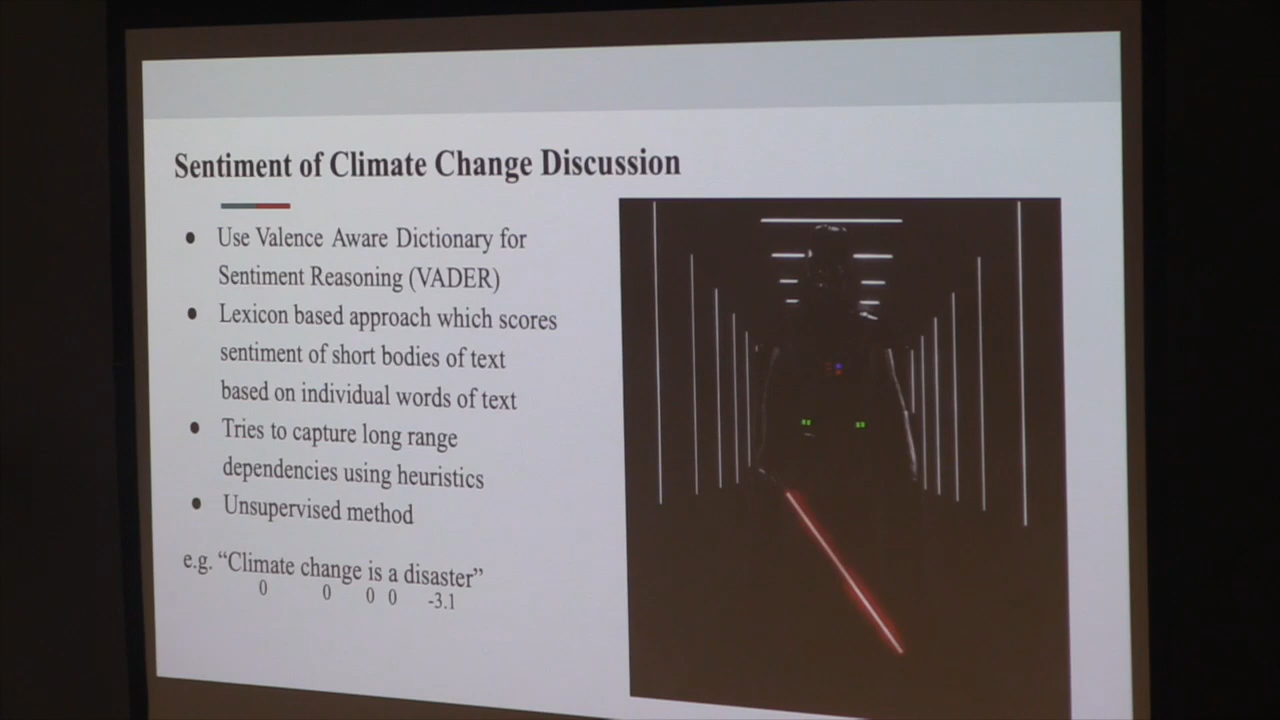 Sentiment of Climate Change Discussion
● Use Valence Aware Dictionary for
Sentiment Reasoning (VADER)
● Lexicon based approach which scores
sentiment of short bodies of text
based on individual words of text
● Tries to capture long range
dependencies using heuristics
● Unsupervised method
e.g. “Climate change is a disaster”
0 0 0 0 -3.1